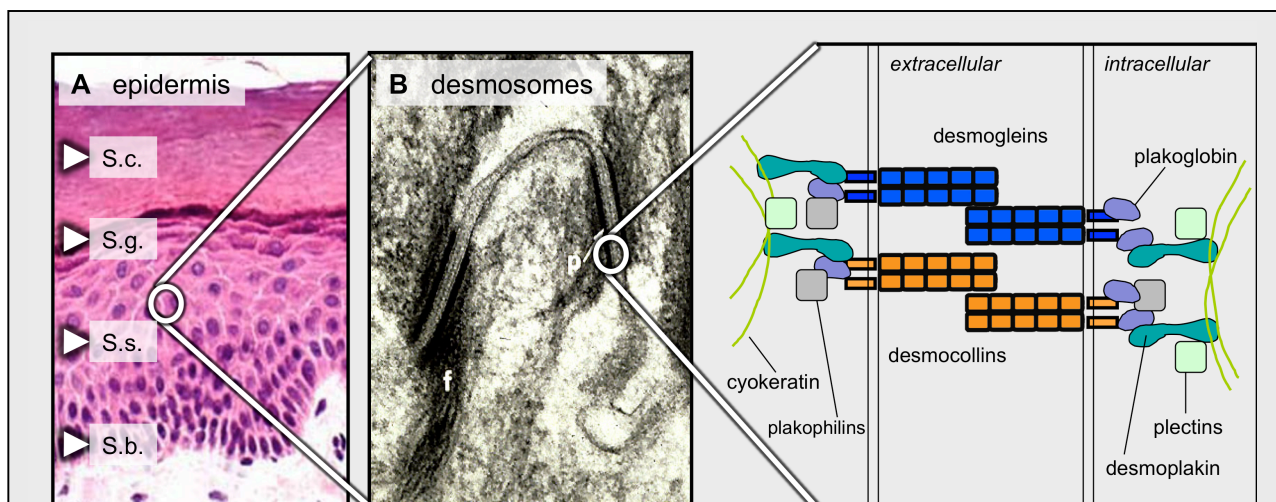 A epidermis
S.c.
S.g.
S.s.
S.b.
B desmosomes
p
f
extracellular
intracellular
desmogleins
plakoglobin
desmocollins
cyokeratin
plakophilins
plectins
desmoplakin